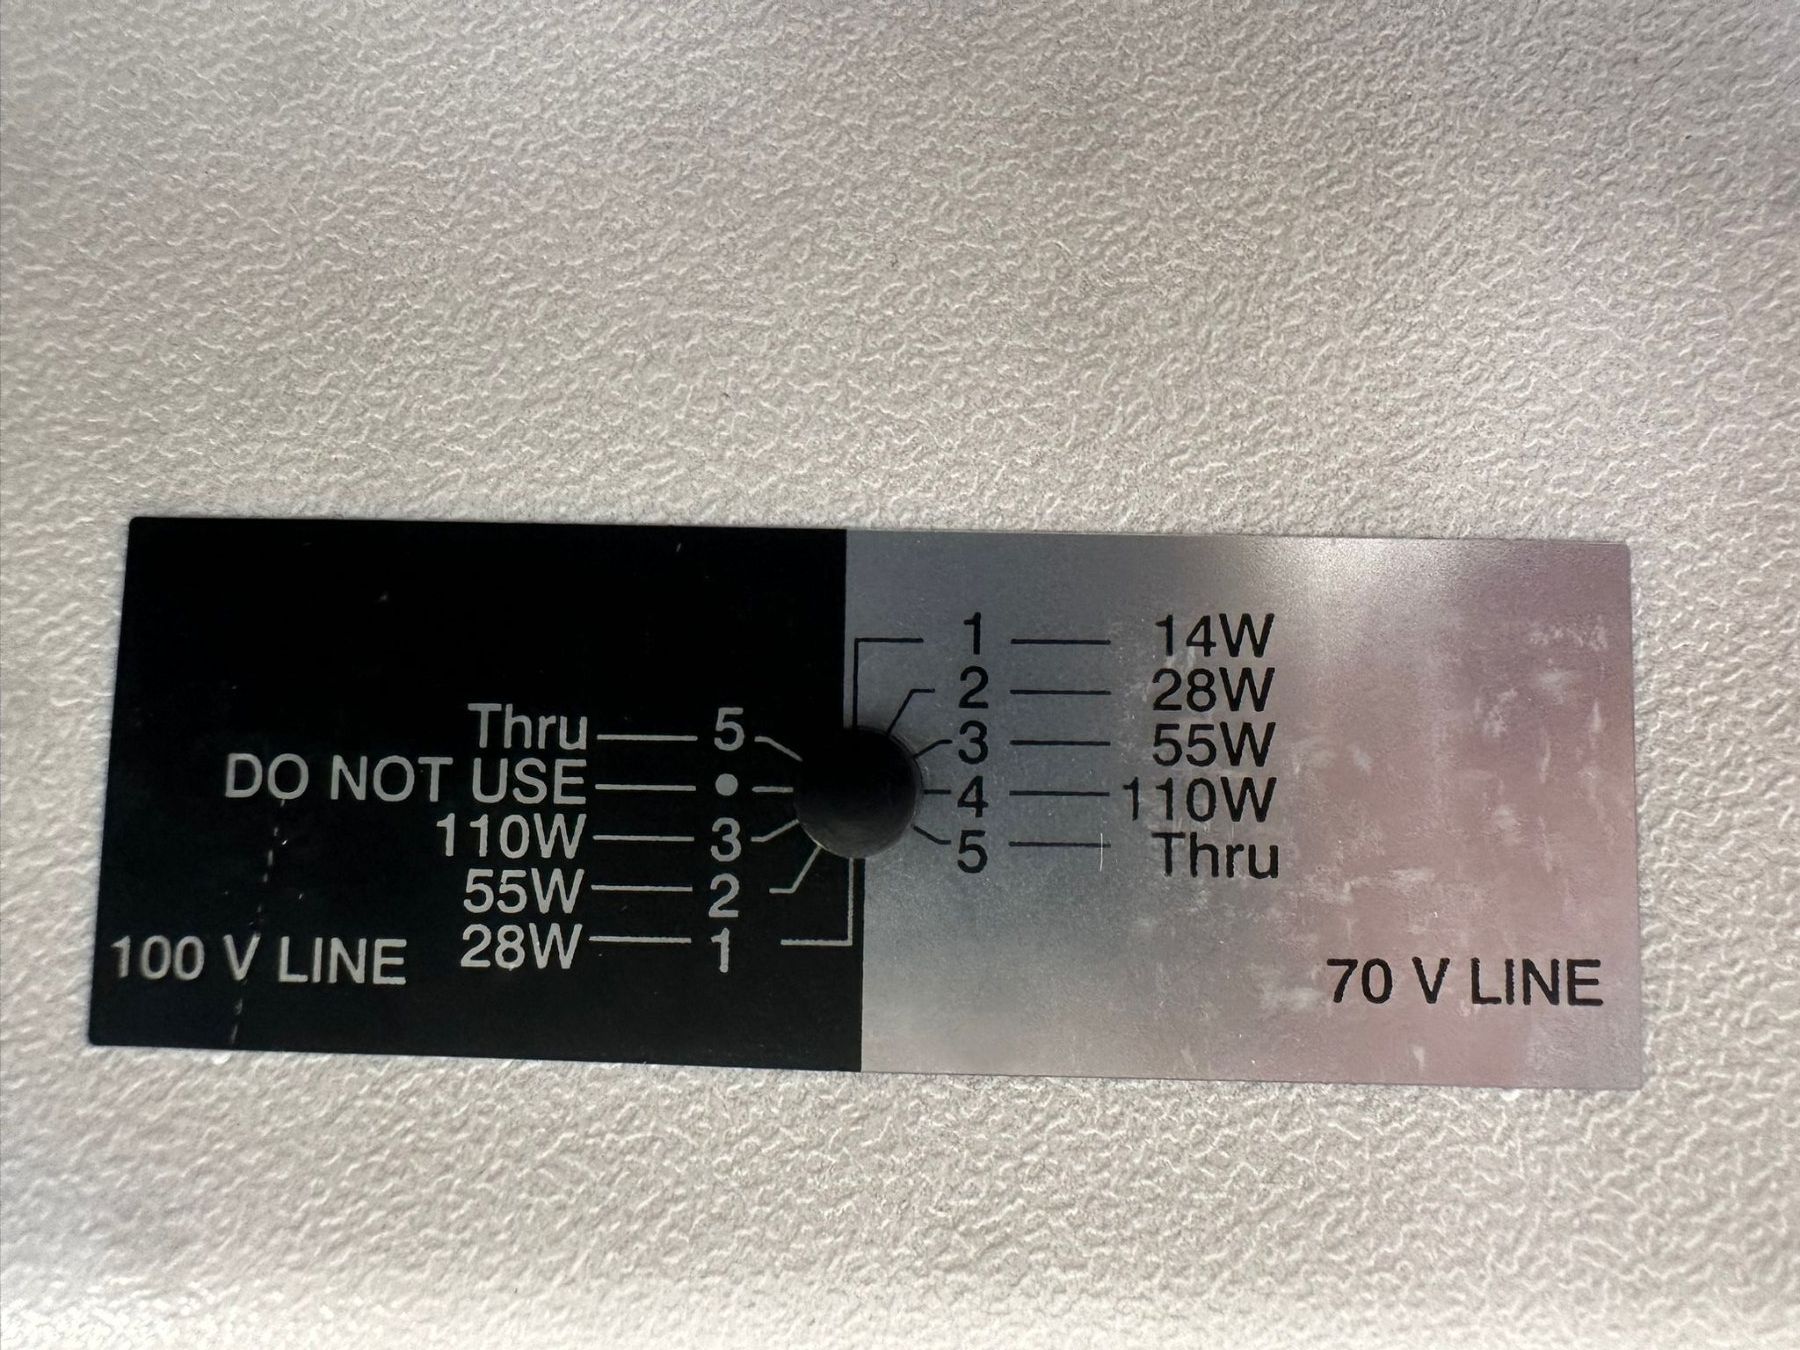 Thru 5
DO NOT USE •
110W 3
55W 2
28W 1
100 V LINE
1 14W
2 28W
3 55W
4 110W
5 Thru
70 V LINE